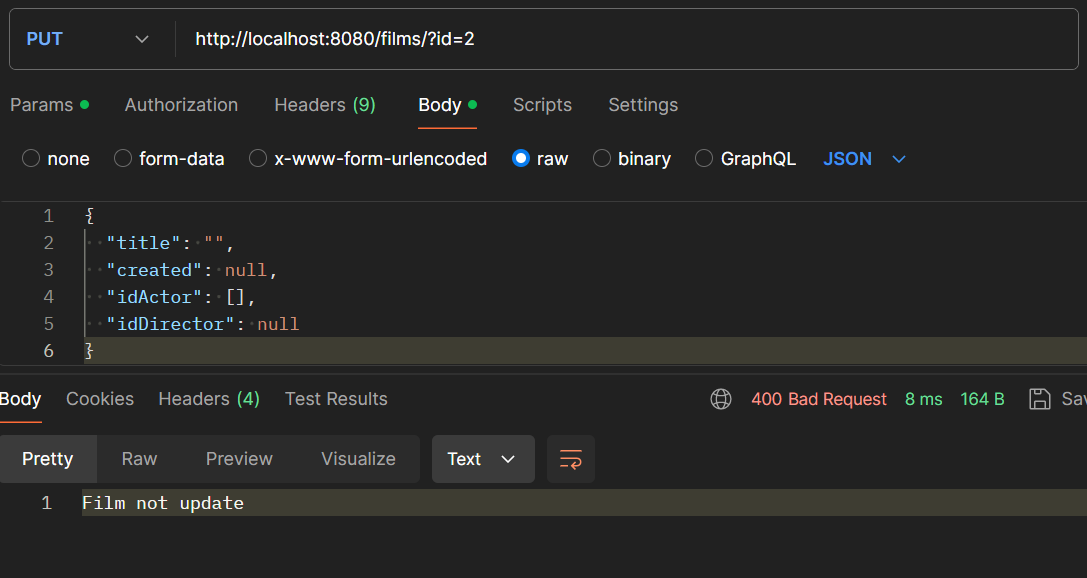 PUT http://localhost:8080/films/?id=2
Params Authorization Headers (9) Body Scripts Settings
none form-data x-www-form-urlencoded raw binary GraphQL JSON
1 {
2 "title": "",
3 "created": null,
4 "idActor": [],
5 "idDirector": null
6 }
Body Cookies Headers (4) Test Results 400 Bad Request 8 ms 164 B
Pretty Raw Preview Visualize Text
1 Film not update